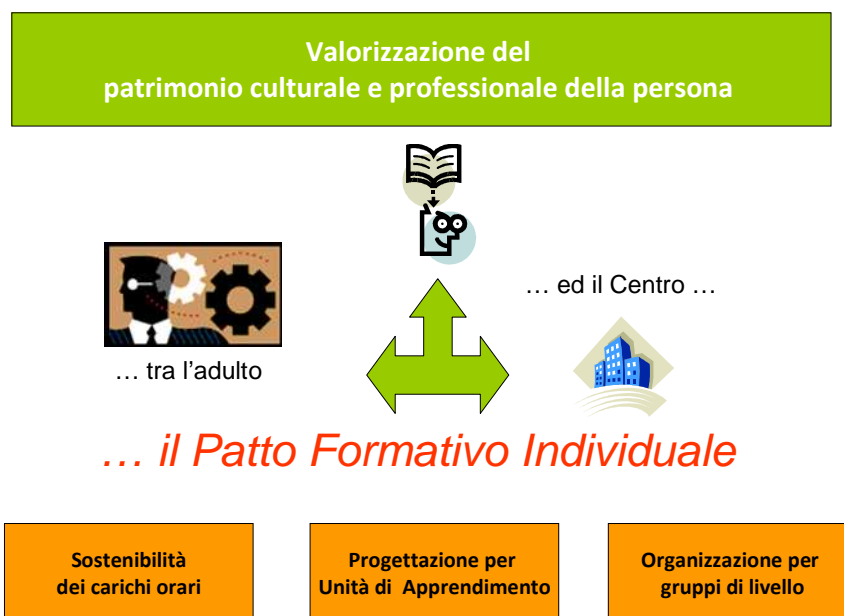 Valorizzazione del
patrimonio culturale e professionale della persona
… ed il Centro …
… tra l'adulto
… il Patto Formativo Individuale
Sostenibilità
dei carichi orari
Progettazione per
Unità di Apprendimento
Organizzazione per
gruppi di livello